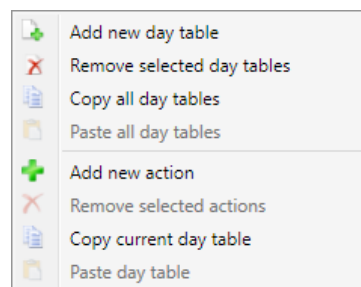 Add new day table
Remove selected day tables
Copy all day tables
Paste all day tables
Add new action
Remove selected actions
Copy current day table
Paste day table